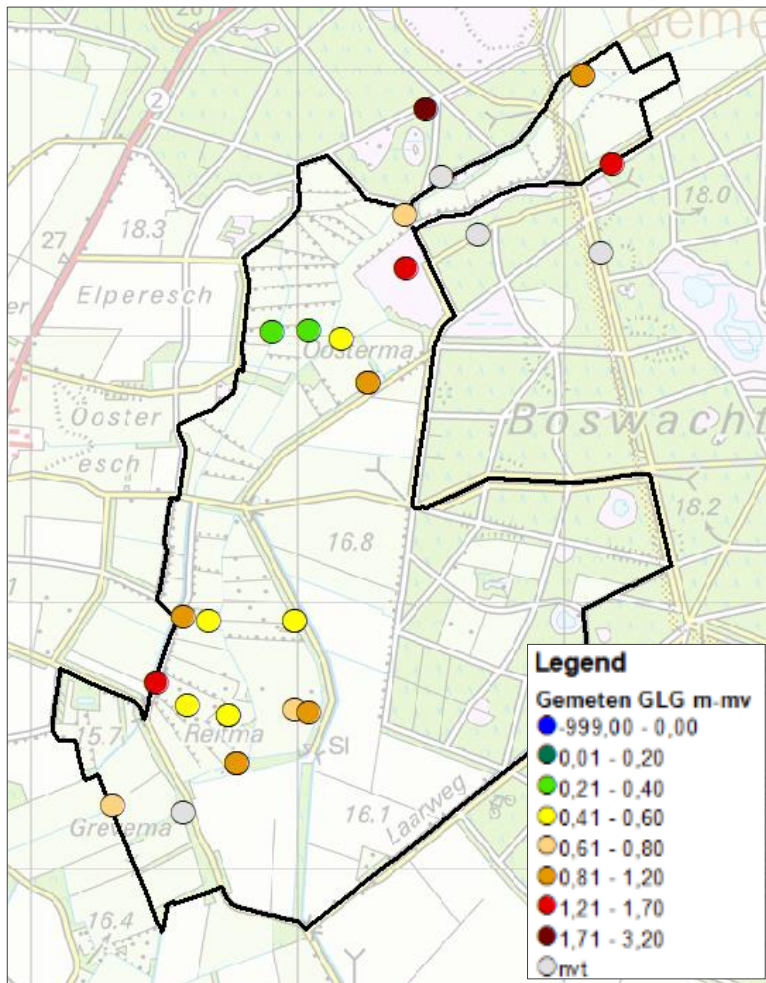 Geme
2
18.0
18.3
27
Elperesch
er
Oosterma
Ooster
esch
Boswacht
18.2
16.8
1
Legend
Gemeten GLG m-mv
-999,00 - 0,00
0,01 - 0,20
0,21 - 0,40
0,41 - 0,60
0,61 - 0,80
0,81 - 1,20
1,21 - 1,70
1,71 - 3,20
nvt
15.7
Reitma
Sl
16.1
Laarweg
Grevema
16.4